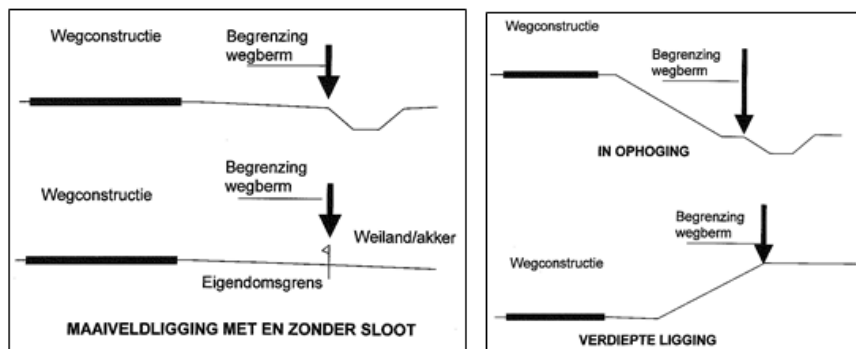 Wegconstructie
Begrenzing
wegberm
Begrenzing
wegberm
Wegconstructie
Weiland/akker
Eigendomsgrens
MAAIVELDLIGGING MET EN ZONDER SLOOT
Wegconstructie
Begrenzing
wegberm
IN OPHOGING
Begrenzing
wegberm
Wegconstructie
VERDIEPTE LIGGING